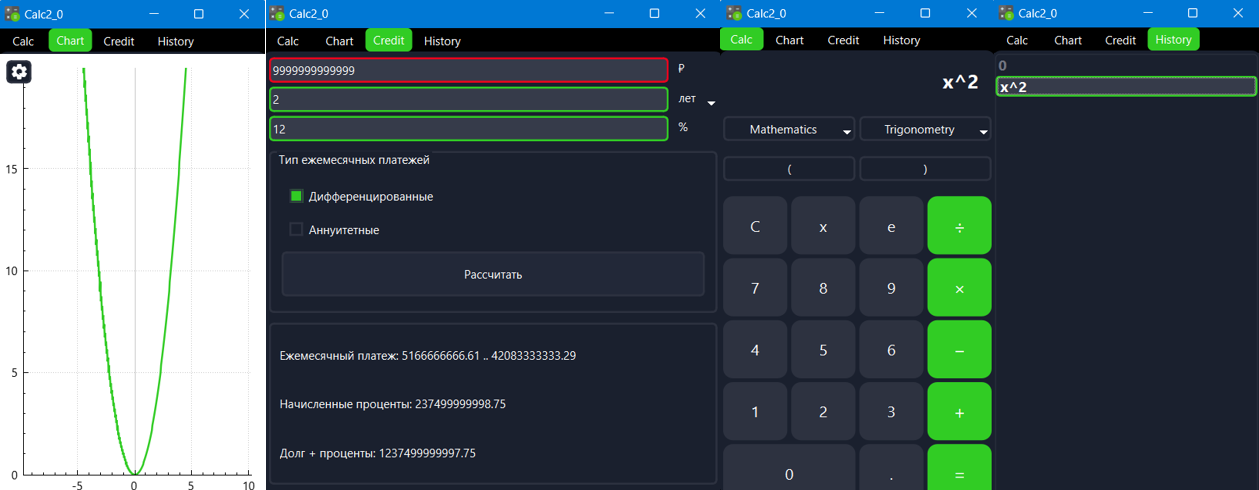 Calc2_0
Calc
Chart
Credit
History
15
10
5
0
-5
0
5
10
Calc2_0
Calc
Chart
Credit
History
9999999999999 ₽
2 лет
12 %
Тип ежемесячных платежей
Дифференцированные
Аннуитетные
Рассчитать
Ежемесячный платеж: 5166666666.61 .. 42083333333.29
Начисленные проценты: 237499999998.75
Долг + проценты: 1237499999997.75
Calc2_0
Calc
Chart
Credit
History
x^2
Mathematics
Trigonometry
(
)
C x e ÷
7 8 9 ×
4 5 6 −
1 2 3 +
0 . =
Calc2_0
Calc
Chart
Credit
History
0
x^2